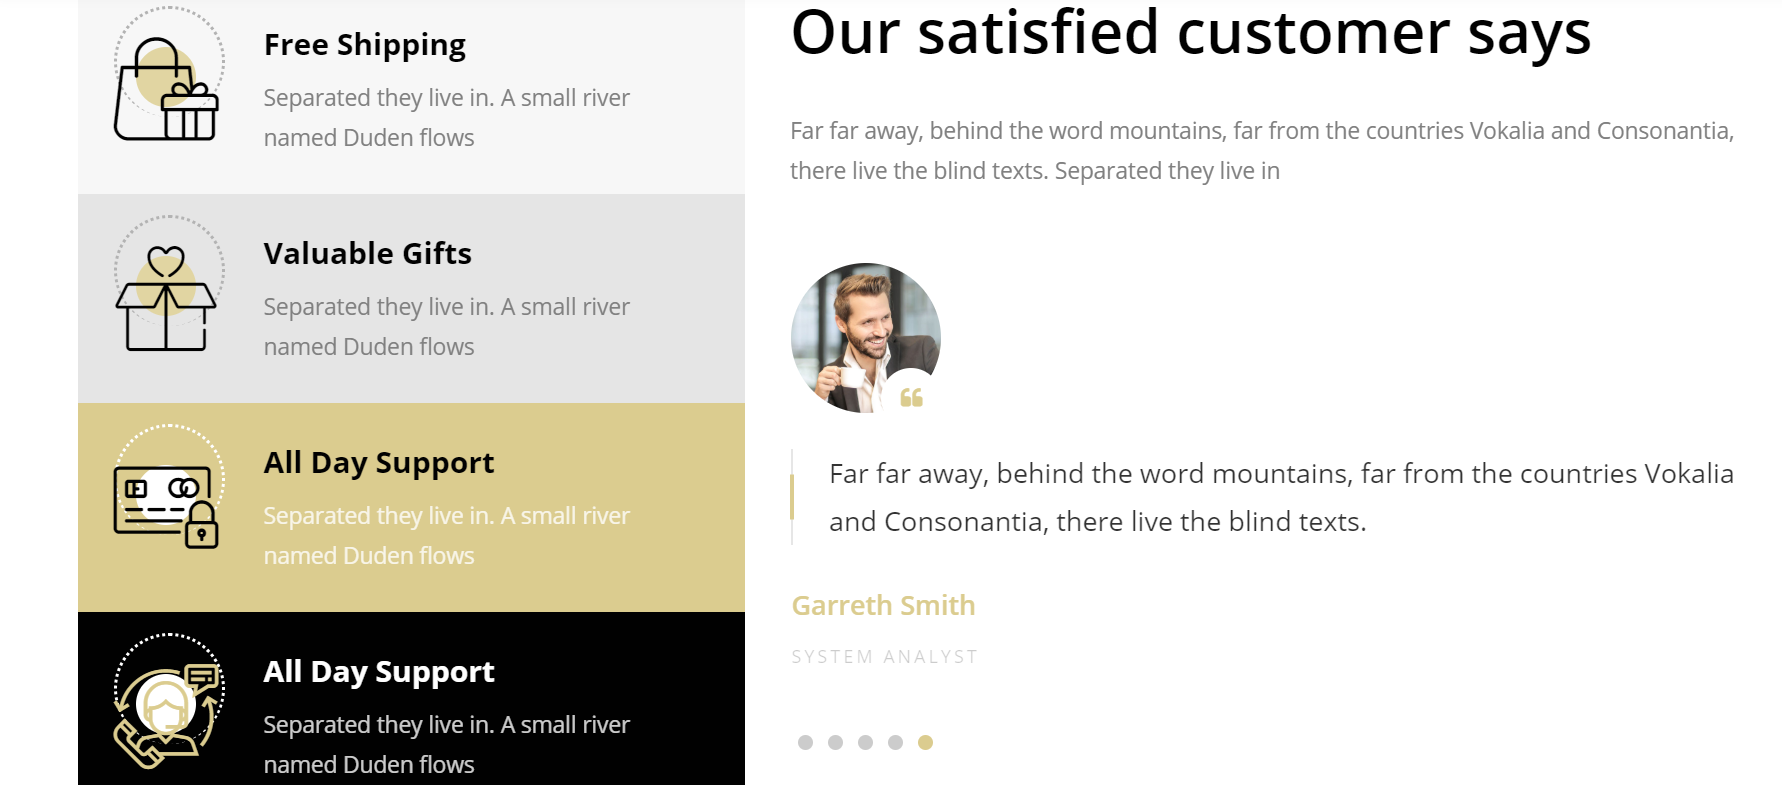 Free Shipping
Separated they live in. A small river
named Duden flows
Valuable Gifts
Separated they live in. A small river
named Duden flows
All Day Support
Separated they live in. A small river
named Duden flows
All Day Support
Separated they live in. A small river
named Duden flows
Our satisfied customer says
Far far away, behind the word mountains, far from the countries Vokalia and Consonantia,
there live the blind texts. Separated they live in
Far far away, behind the word mountains, far from the countries Vokalia
and Consonantia, there live the blind texts.
Garreth Smith
SYSTEM ANALYST